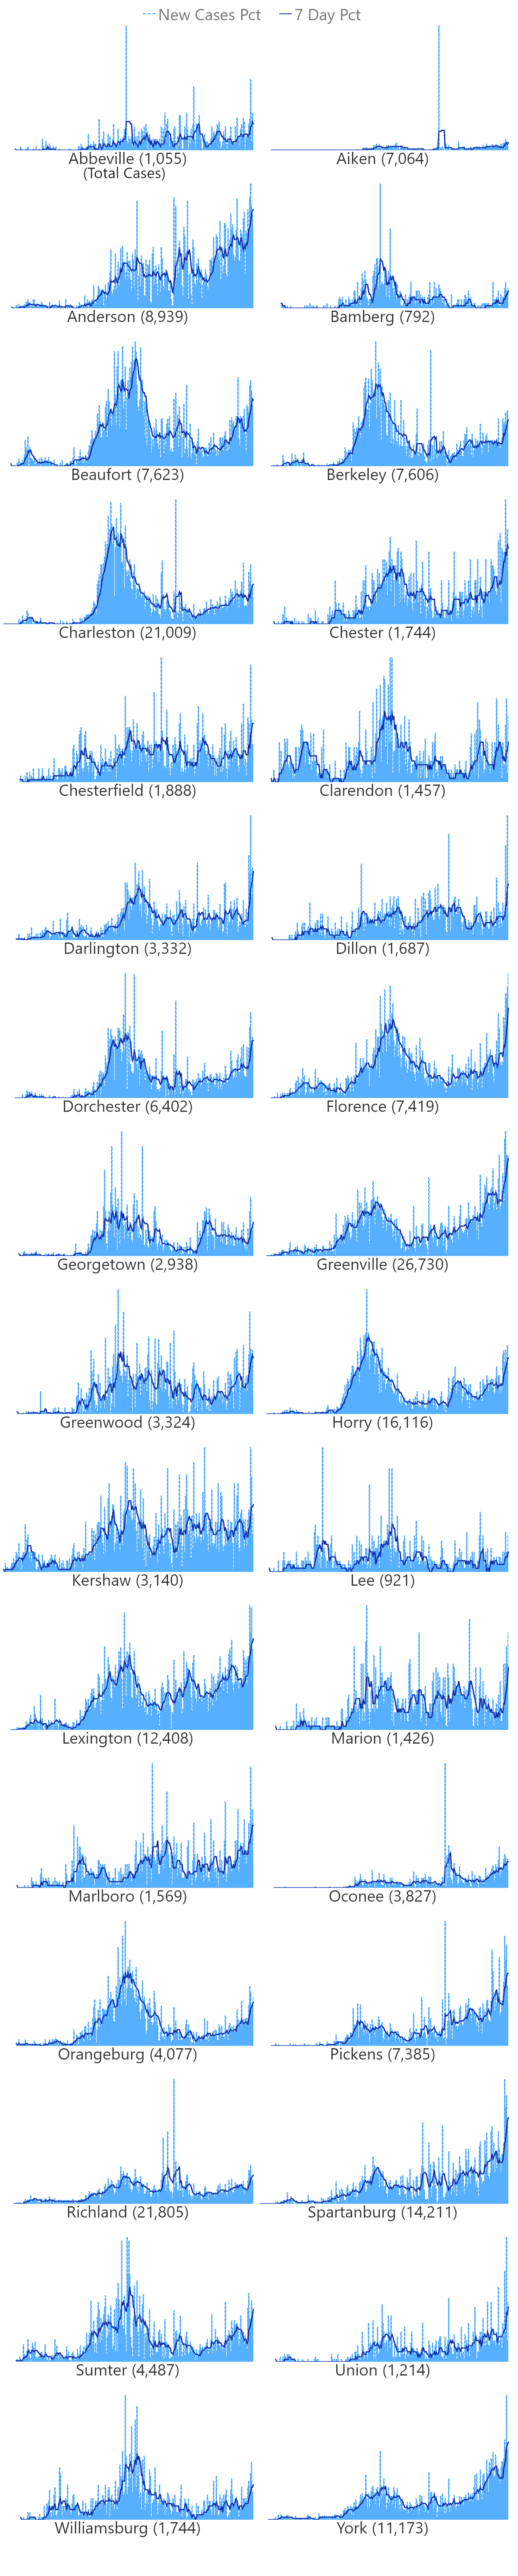 New Cases Pct 7 Day Pct
Abbeville (1,055) Aiken (7,064)
(Total Cases)
Anderson (8,939) Bamberg (792)
Beaufort (7,623) Berkeley (7,606)
Charleston (21,009) Chester (1,744)
Chesterfield (1,888) Clarendon (1,457)
Darlington (3,332) Dillon (1,687)
Dorchester (6,402) Florence (7,419)
Georgetown (2,938) Greenville (26,730)
Greenwood (3,324) Horry (16,116)
Kershaw (3,140) Lee (921)
Lexington (12,408) Marion (1,426)
Marlboro (1,569) Oconee (3,827)
Orangeburg (4,077) Pickens (7,385)
Richland (21,805) Spartanburg (14,211)
Sumter (4,487) Union (1,214)
Williamsburg (1,744) York (11,173)